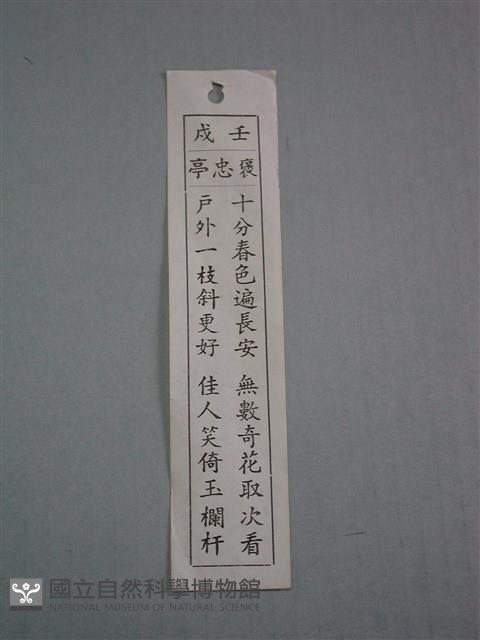 壬戌
褒忠亭
十分春色遍長安 無數奇花取次看
戶外一枝斜更好 佳人笑倚玉欄杆
國立自然科學博物館
NATIONAL MUSEUM OF NATURAL SCIENCE